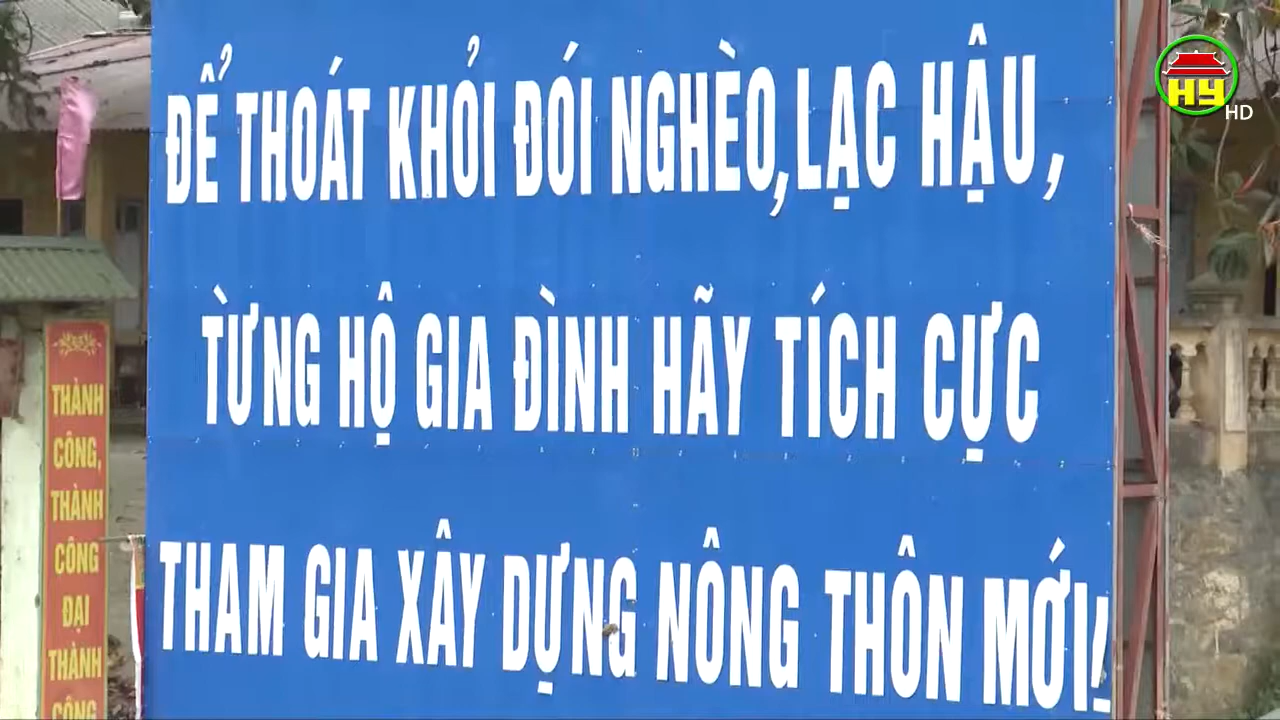 ĐỂ THOÁT KHỎI ĐÓI NGHÈO,LẠC HẬU,
TỪNG HỘ GIA ĐÌNH HÃY TÍCH CỰC
THAM GIA XÂY DỰNG NÔNG THÔN MỚI!
THÀNH
CÔNG,
THÀNH
CÔNG
ĐẠI
THÀNH
CÔNG
HY
HD